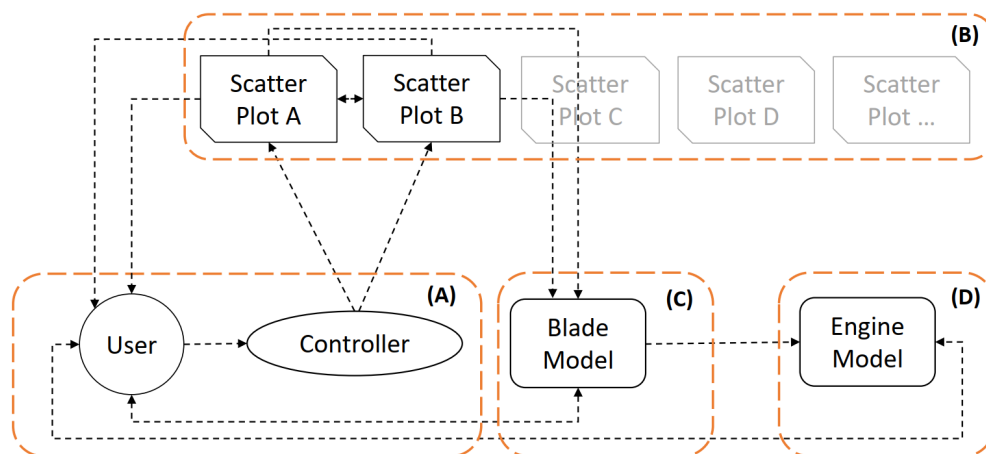 (B)
Scatter
Plot A
Scatter
Plot B
Scatter
Plot C
Scatter
Plot D
Scatter
Plot ...
(A)
User
Controller
(C)
Blade
Model
(D)
Engine
Model